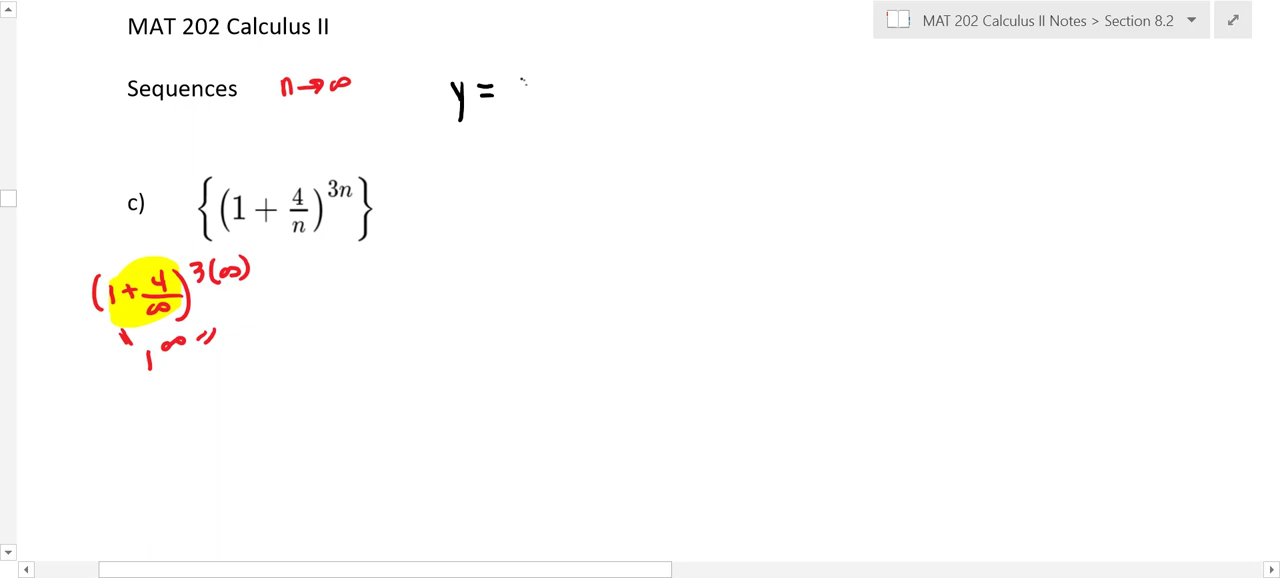 MAT 202 Calculus II
MAT 202 Calculus II Notes > Section 8.2
Sequences n→∞ y =
c) {(1 + 4/n)^{3n}}
(1 + 4/∞)^{3(∞)}
" 1^∞ "